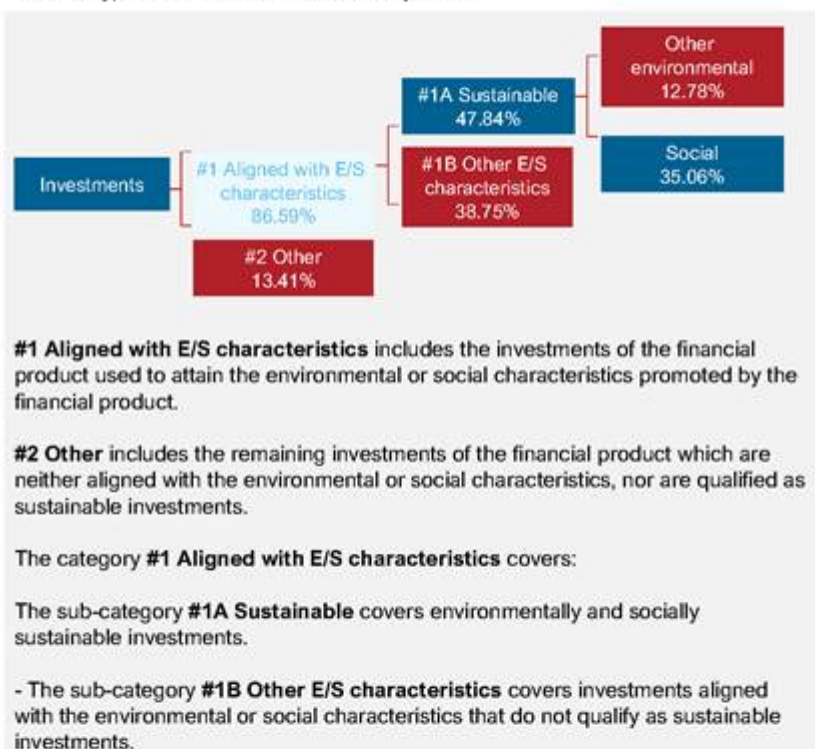 Other
environmental
12.78%
#1A Sustainable
47.84%
Social
35.06%
Investments
#1 Aligned with E/S
characteristics
86.59%
#1B Other E/S
characteristics
38.75%
#2 Other
13.41%
#1 Aligned with E/S characteristics includes the investments of the financial
product used to attain the environmental or social characteristics promoted by the
financial product.
#2 Other includes the remaining investments of the financial product which are
neither aligned with the environmental or social characteristics, nor are qualified as
sustainable investments.
The category #1 Aligned with E/S characteristics covers:
The sub-category #1A Sustainable covers environmentally and socially
sustainable investments.
- The sub-category #1B Other E/S characteristics covers investments aligned
with the environmental or social characteristics that do not qualify as sustainable
investments.